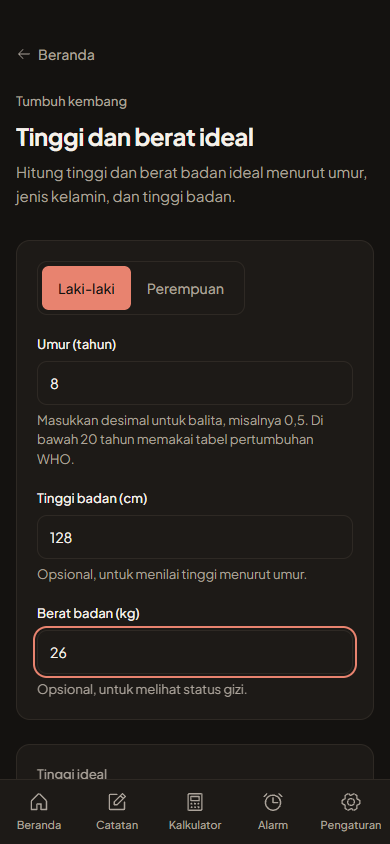 Beranda
Tumbuh kembang
Tinggi dan berat ideal
Hitung tinggi dan berat badan ideal menurut umur,
jenis kelamin, dan tinggi badan.
Laki-laki
Perempuan
Umur (tahun)
8
Masukkan desimal untuk balita, misalnya 0,5. Di
bawah 20 tahun memakai tabel pertumbuhan
WHO.
Tinggi badan (cm)
128
Opsional, untuk menilai tinggi menurut umur.
Berat badan (kg)
26
Opsional, untuk melihat status gizi.
Tinggi ideal
Beranda
Catatan
Kalkulator
Alarm
Pengaturan